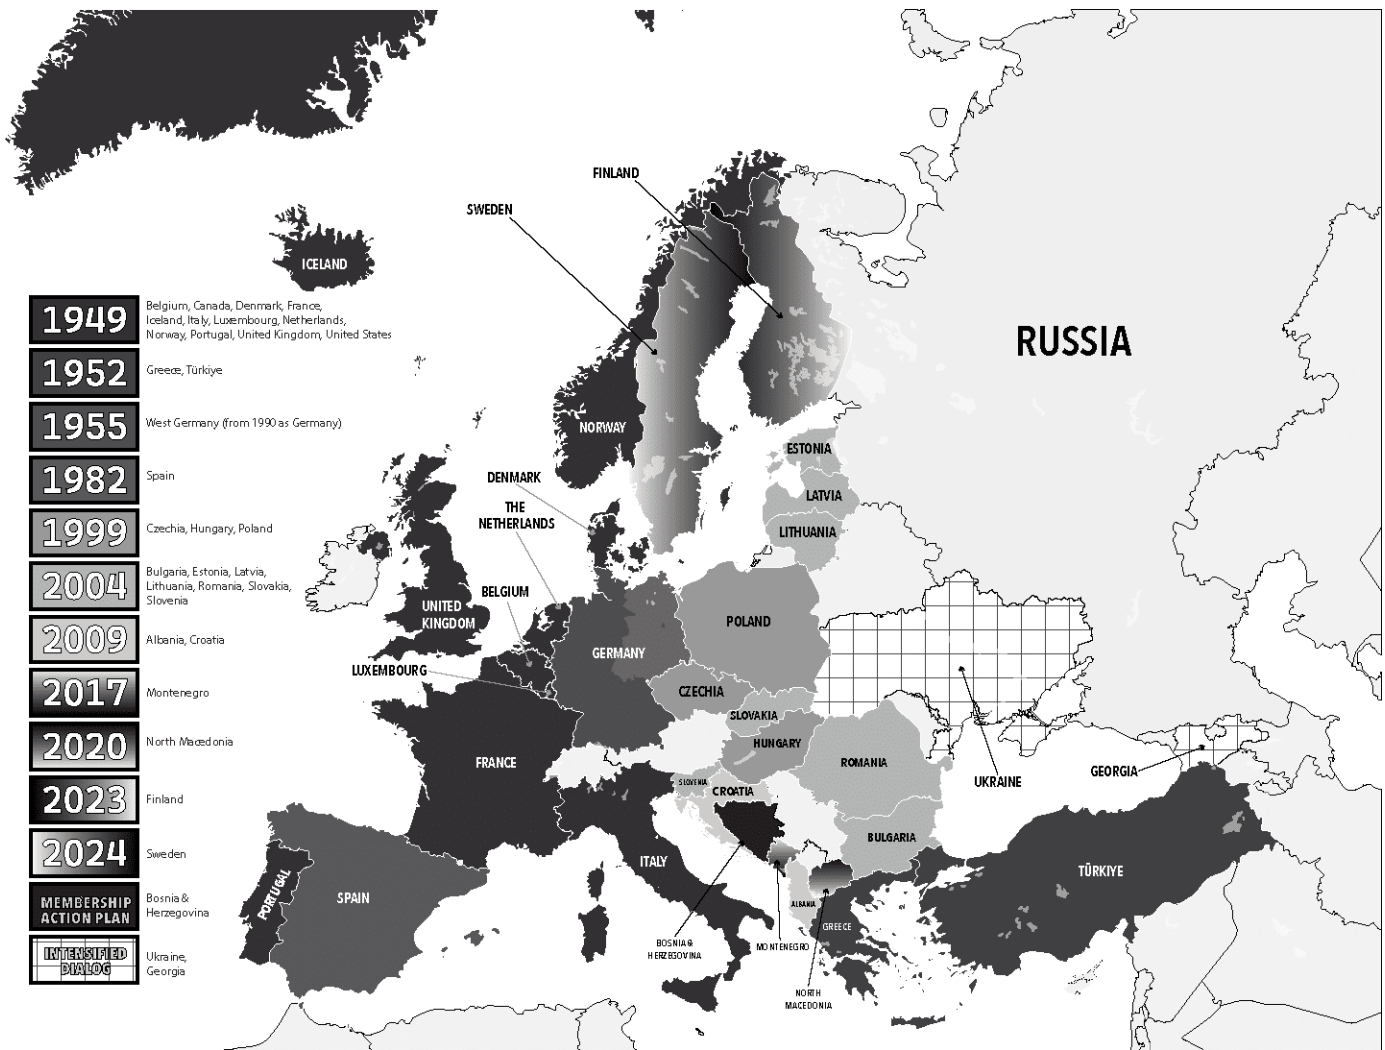 FINLAND
SWEDEN
ICELAND
RUSSIA
1949
Belgium, Canada, Denmark, France,
Iceland, Italy, Luxembourg, Netherlands,
Norway, Portugal, United Kingdom, United States
1952
Greece, Türkiye
1955
West Germany (from 1990 as Germany)
1982
Spain
1999
Czechia, Hungary, Poland
2004
Bulgaria, Estonia, Latvia,
Lithuania, Romania, Slovakia,
Slovenia
2009
Albania, Croatia
2017
Montenegro
2020
North Macedonia
2023
Finland
2024
Sweden
MEMBERSHIP
ACTION PLAN
Bosnia &
Herzegovina
INTENSIFIED
DIALOG
Ukraine,
Georgia
NORWAY
ESTONIA
DENMARK
LATVIA
THE
NETHERLANDS
LITHUANIA
BELGIUM
UNITED
KINGDOM
POLAND
GERMANY
LUXEMBOURG
CZECHIA
SLOVAKIA
HUNGARY
FRANCE
ROMANIA
GEORGIA
UKRAINE
SLOVENIA
CROATIA
BULGARIA
ITALY
TÜRKIYE
PORTUGAL
SPAIN
ALBANIA
GREECE
BOSNIA &
HERZEGOVINA
MONTENEGRO
NORTH
MACEDONIA